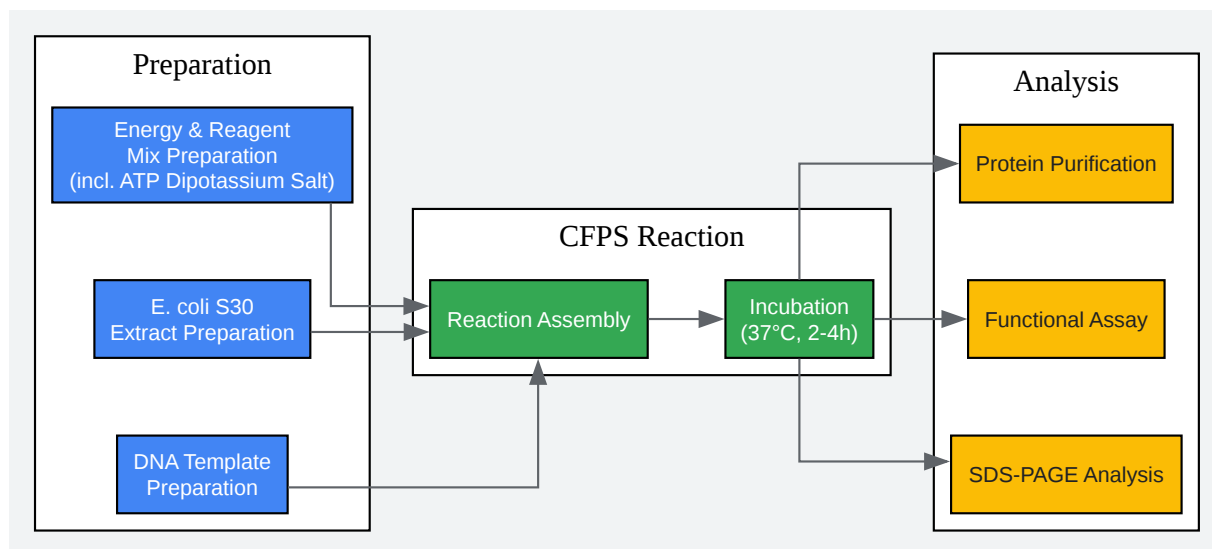 Preparation
Energy & Reagent
Mix Preparation
(incl. ATP Dipotassium Salt)
E. coli S30
Extract Preparation
DNA Template
Preparation
CFPS Reaction
Reaction Assembly
Incubation
(37°C, 2-4h)
Analysis
Protein Purification
Functional Assay
SDS-PAGE Analysis